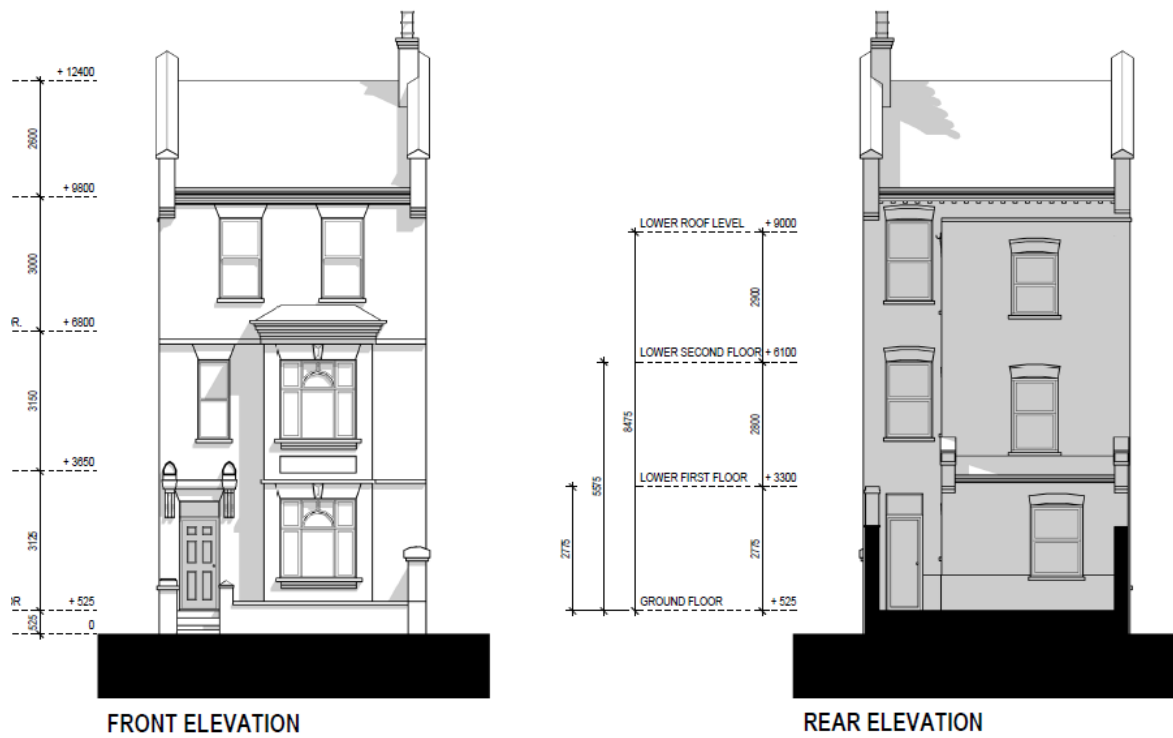 + 12400
2600
+ 9800
3000
+ 6800
3150
+ 3650
3125
+ 525
525
0
FRONT ELEVATION
LOWER ROOF LEVEL + 9000
2900
LOWER SECOND FLOOR + 6100
2800
8475
5575
LOWER FIRST FLOOR + 3300
2775
2775
GROUND FLOOR + 525
REAR ELEVATION